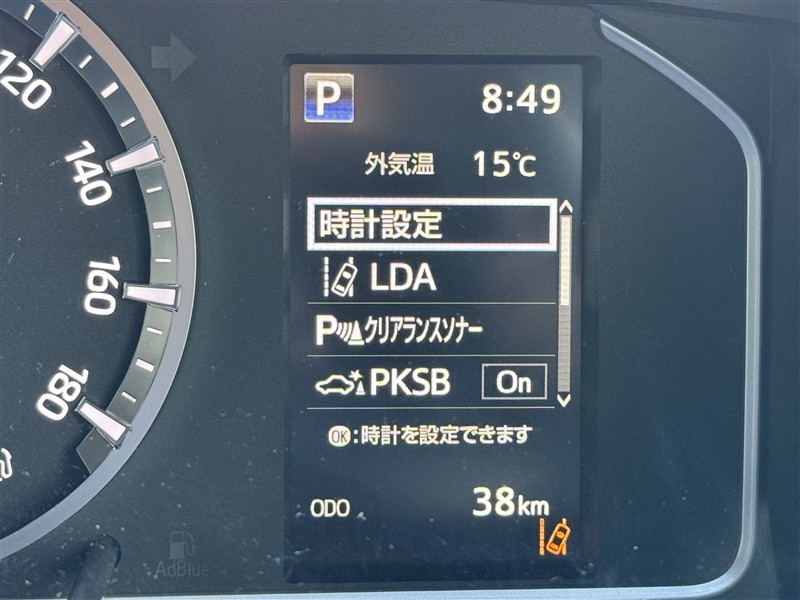 120
140
160
180
P
8:49
外気温 15℃
時計設定
LDA
Pクリアランスソナー
PKSB On
OK:時計を設定できます
ODO 38km
AdBlue